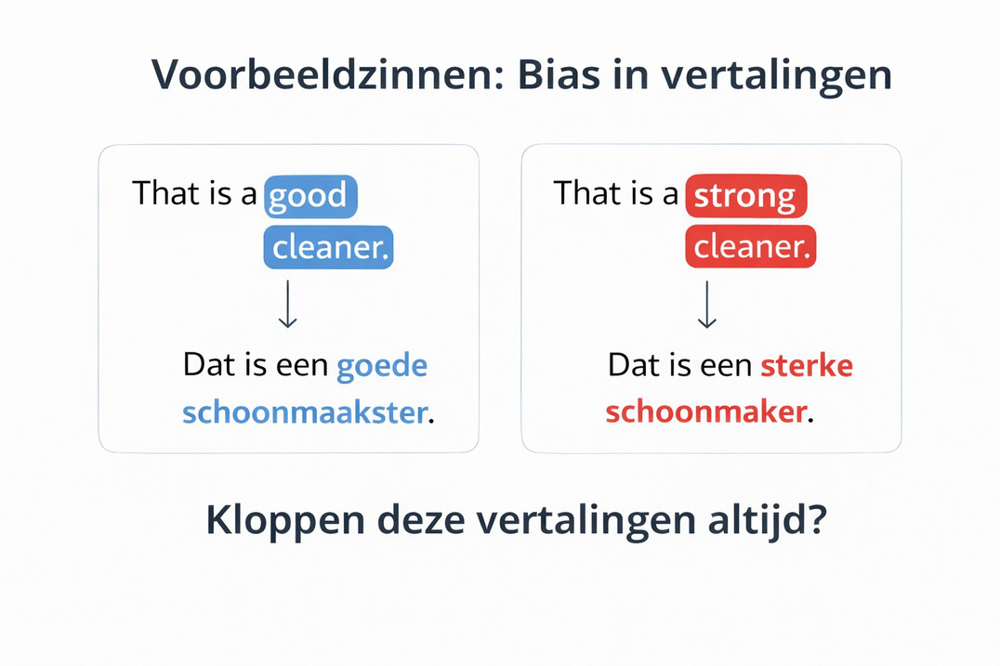 Voorbeeldzinnen: Bias in vertalingen
That is a good
cleaner.
Dat is een goede
schoonmaakster.
That is a strong
cleaner.
Dat is een sterke
schoonmaker.
Kloppen deze vertalingen altijd?